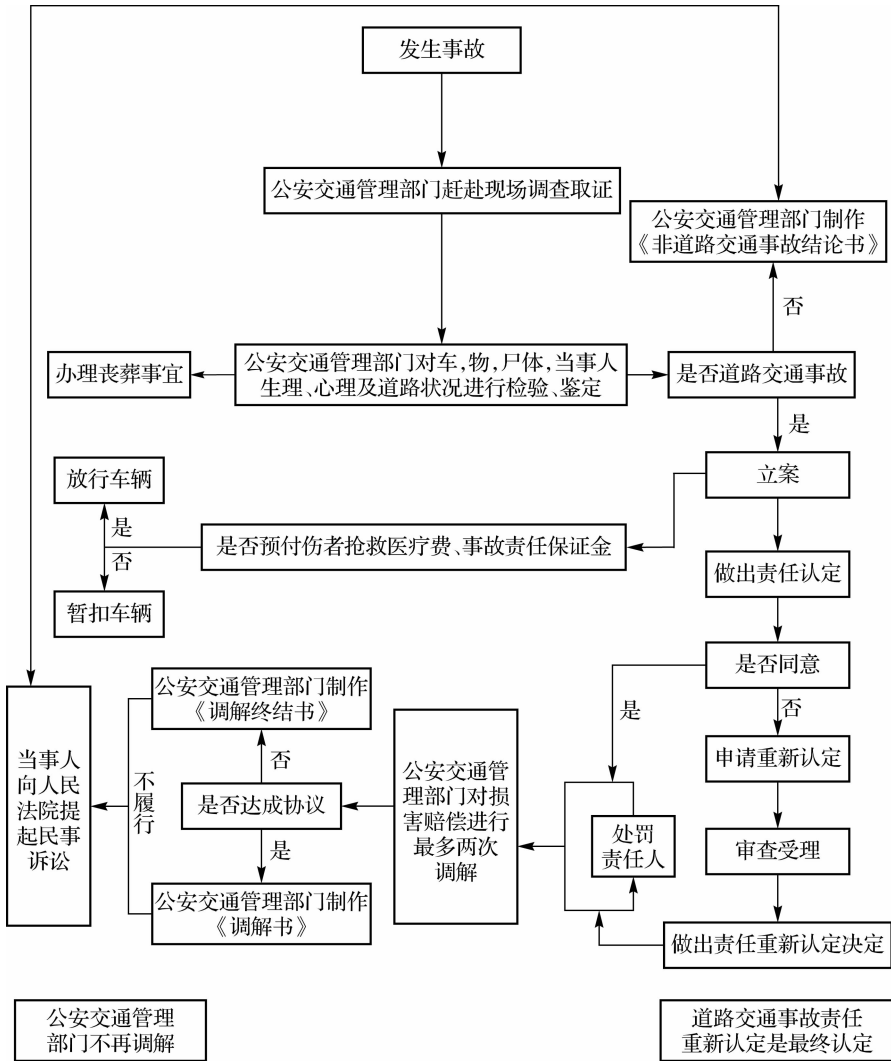 发生事故
公安交通管理部门赶赴现场调查取证
公安交通管理部门制作
《非道路交通事故结论书》
否
办理丧葬事宜
公安交通管理部门对车,物,尸体,当事人
生理、心理及道路状况进行检验、鉴定
是否道路交通事故
是
立案
放行车辆
是
否
暂扣车辆
是否预付伤者抢救医疗费、事故责任保证金
做出责任认定
是否同意
是
否
申请重新认定
审查受理
做出责任重新认定决定
处罚
责任人
公安交通管
理部门对损
害赔偿进行
最多两次
调解
公安交通管理部门制作
《调解终结书》
否
是否达成协议
是
公安交通管理部门制作
《调解书》
不履行
当事人
向人民
法院提
起民事
诉讼
公安交通管理
部门不再调解
道路交通事故责任
重新认定是最终认定